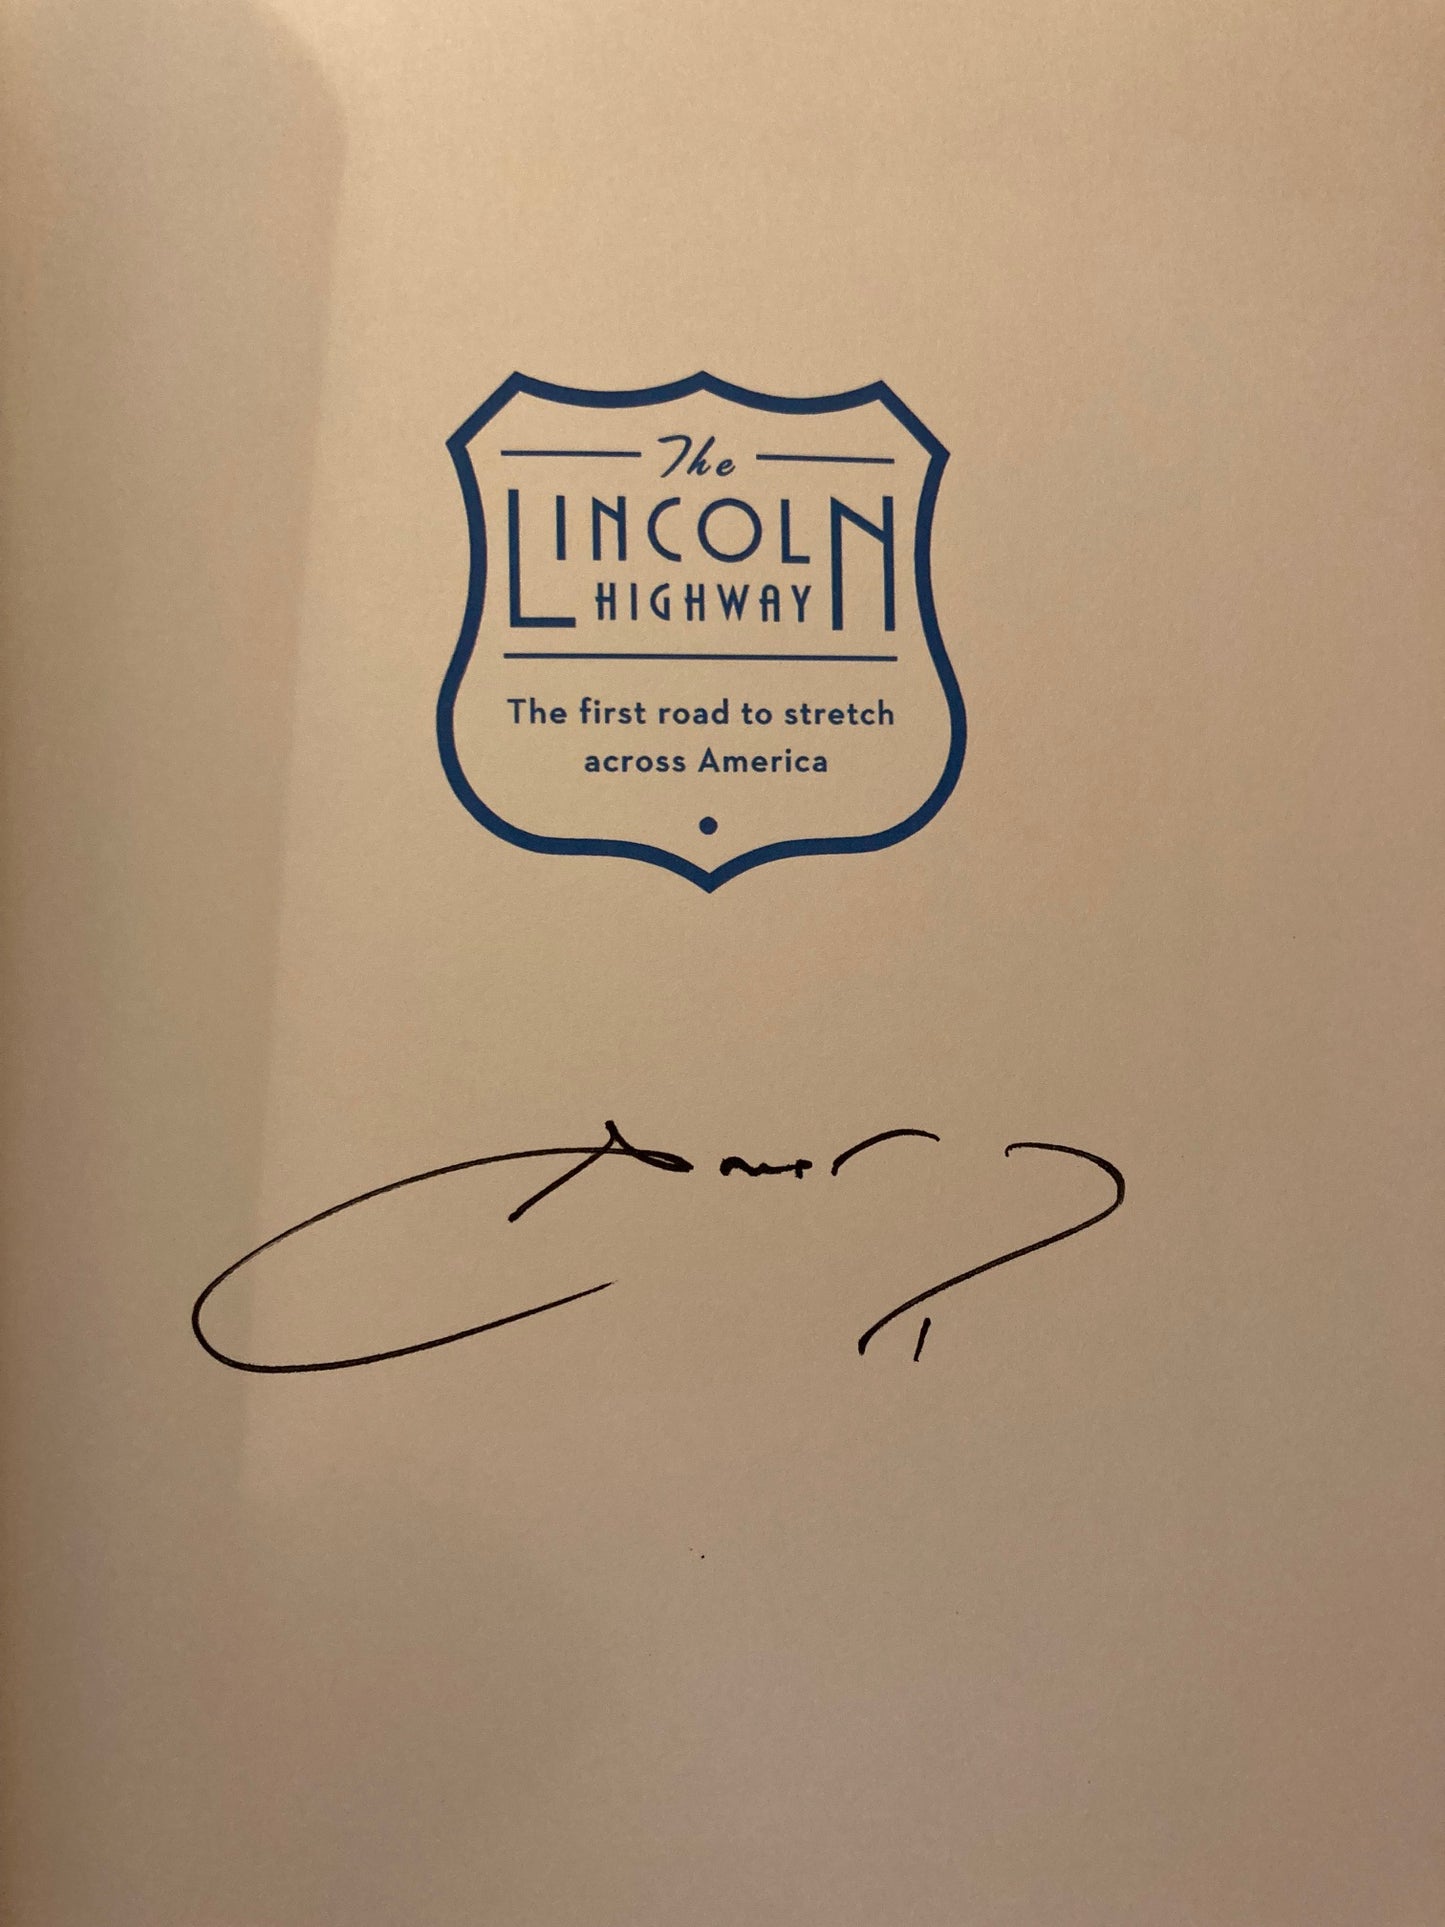 The
LINCOLN
HIGHWAY
The first road to stretch
across America